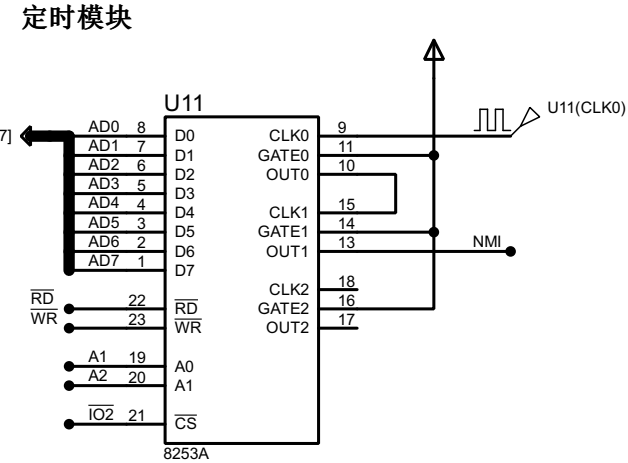 定时模块
U11
U11(CLK0)
7]
AD0 8 D0 CLK0 9
AD1 7 D1 GATE0 11
AD2 6 D2 OUT0 10
AD3 5 D3
AD4 4 D4 CLK1 15
AD5 3 D5 GATE1 14
AD6 2 D6 OUT1 13 NMI
AD7 1 D7
CLK2 18
RD 22 RD GATE2 16
WR 23 WR OUT2 17
A1 19 A0
A2 20 A1
IO2 21 CS
8253A